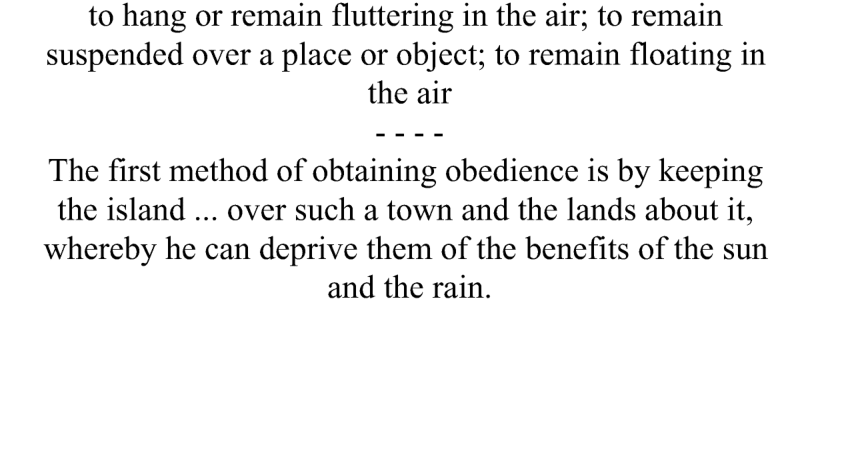 to hang or remain fluttering in the air; to remain
suspended over a place or object; to remain floating in
the air
- - - -
The first method of obtaining obedience is by keeping
the island ... over such a town and the lands about it,
whereby he can deprive them of the benefits of the sun
and the rain.